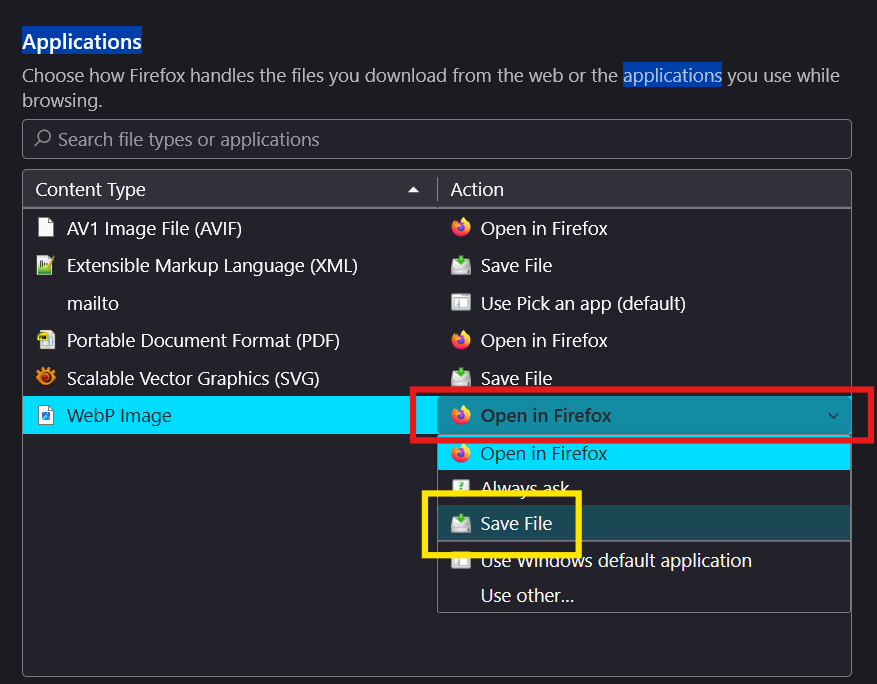 Applications
Choose how Firefox handles the files you download from the web or the applications you use while
browsing.
Search file types or applications
Content Type Action
AV1 Image File (AVIF) Open in Firefox
Extensible Markup Language (XML) Save File
mailto Use Pick an app (default)
Portable Document Format (PDF) Open in Firefox
Scalable Vector Graphics (SVG) Save File
WebP Image Open in Firefox
Open in Firefox
Always ask
Save File
Use Windows default application
Use other...